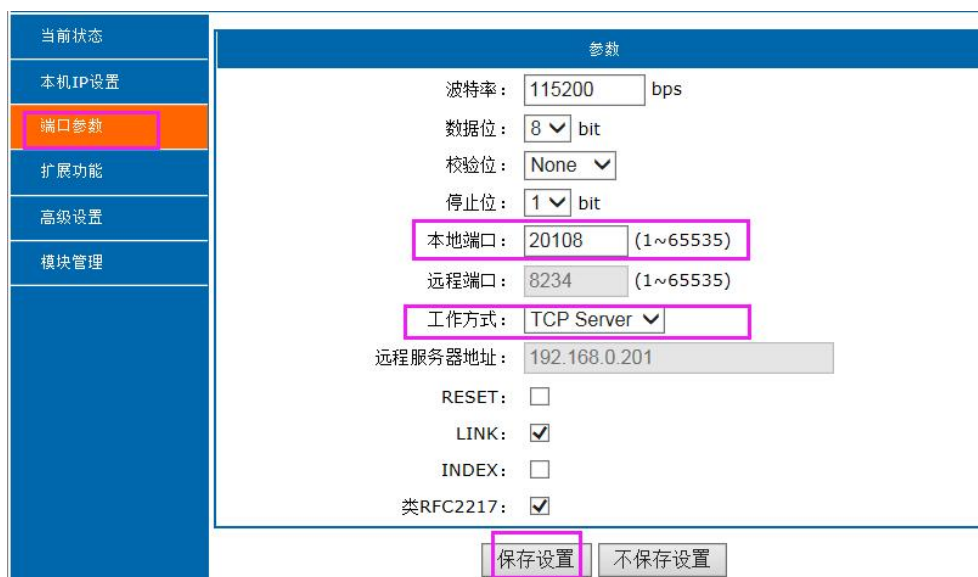 当前状态
本机IP设置
端口参数
扩展功能
高级设置
模块管理
参数
波特率： 115200 bps
数据位： 8 bit
校验位： None
停止位： 1 bit
本地端口： 20108 (1~65535)
远程端口： 8234 (1~65535)
工作方式： TCP Server
远程服务器地址： 192.168.0.201
RESET：
LINK：
INDEX：
类RFC2217：
保存设置 不保存设置